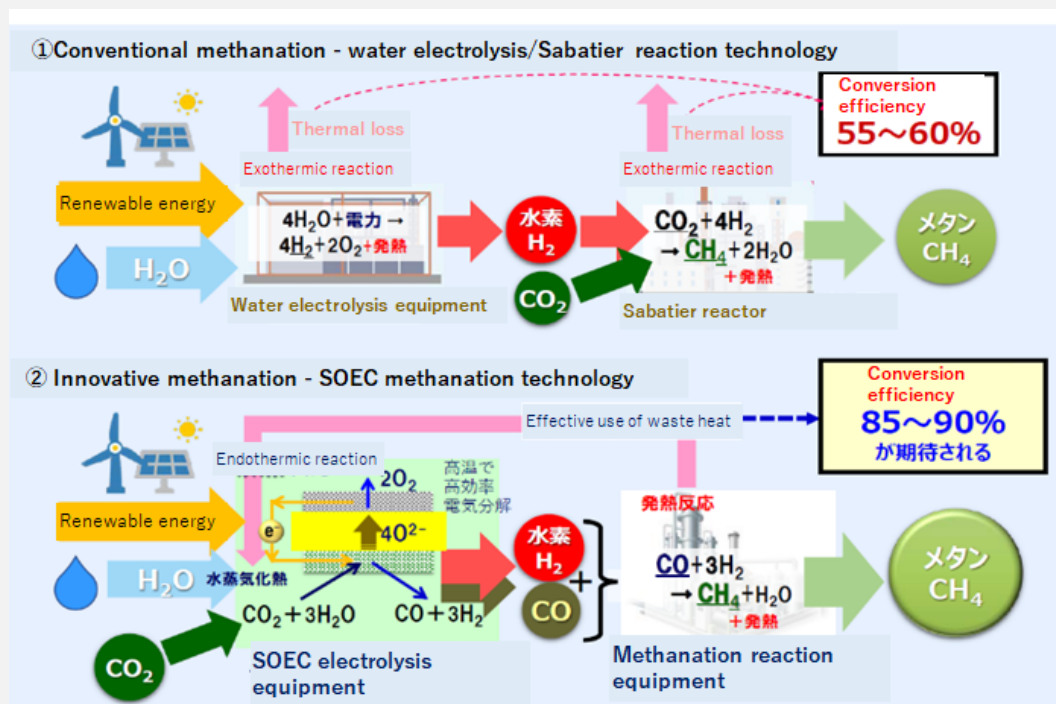 ①Conventional methanation - water electrolysis/Sabatier reaction technology
Conversion
efficiency
55～60%
Thermal loss
Thermal loss
Exothermic reaction
Exothermic reaction
Renewable energy
H₂O
4H₂O+電力→
4H₂+2O₂+発熱
水素
H₂
CO₂
CO₂+4H₂
→ CH₄+2H₂O
+発熱
メタン
CH₄
Water electrolysis equipment
Sabatier reactor
② Innovative methanation - SOEC methanation technology
Conversion
efficiency
85～90%
が期待される
Effective use of waste heat
Endothermic reaction
2O₂
高温で
高効率
電気分解
Renewable energy
e⁻
4O²⁻
H₂O
水蒸気化熱
CO₂+3H₂O
CO+3H₂
水素
H₂
+
CO
発熱反応
CO+3H₂
→ CH₄+H₂O
+発熱
メタン
CH₄
CO₂
SOEC electrolysis
equipment
Methanation reaction
equipment